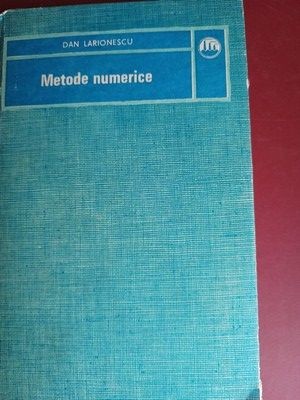 DAN LARIONESCU
Metode numerice